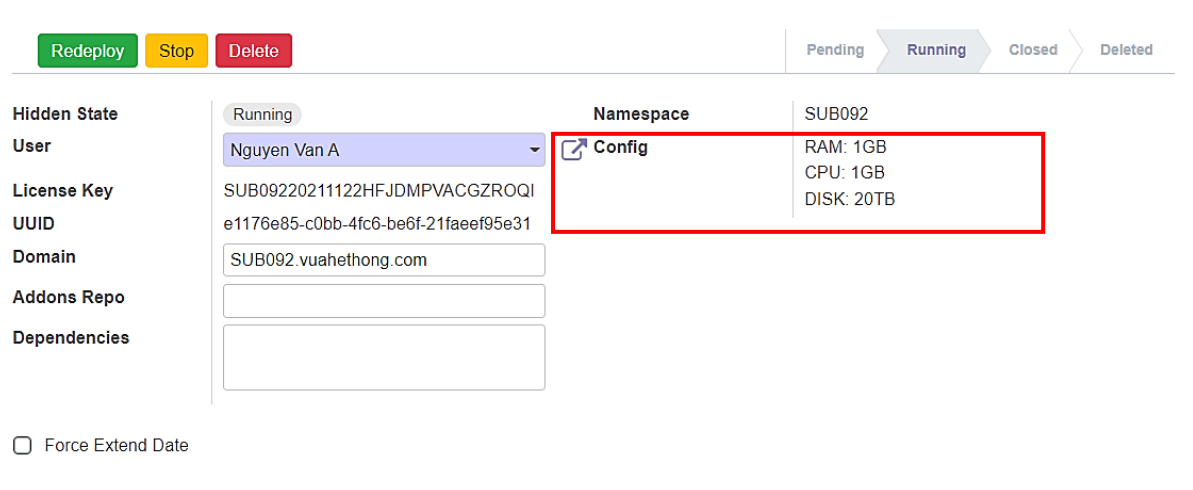 Redeploy Stop Delete Pending Running Closed Deleted
Hidden State Running Namespace SUB092
User Nguyen Van A Config RAM: 1GB
CPU: 1GB
License Key SUB09220211122HFJDMPVACGZROQI DISK: 20TB
UUID e1176e85-c0bb-4fc6-be6f-21faeef95e31
Domain SUB092.vuahethong.com
Addons Repo
Dependencies
Force Extend Date